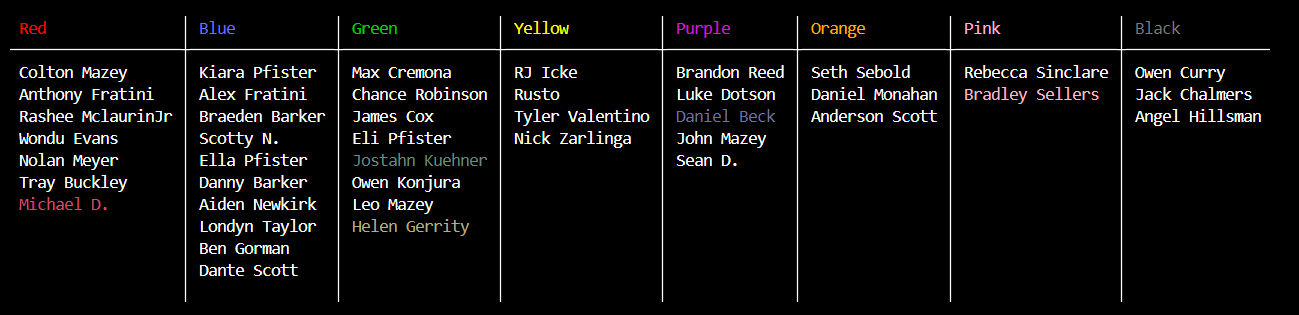 Red Blue Green Yellow Purple Orange Pink Black
Colton Mazey Kiara Pfister Max Cremona RJ Icke Brandon Reed Seth Sebold Rebecca Sinclare Owen Curry
Anthony Fratini Alex Fratini Chance Robinson Rusto Luke Dotson Daniel Monahan Bradley Sellers Jack Chalmers
Rashee MclaurinJr Braeden Barker James Cox Tyler Valentino Daniel Beck Anderson Scott Angel Hillsman
Wondu Evans Scotty N. Eli Pfister Nick Zarlinga John Mazey
Nolan Meyer Ella Pfister Jostahn Kuehner Sean D.
Tray Buckley Danny Barker Owen Konjura
Michael D. Aiden Newkirk Leo Mazey
Londyn Taylor Helen Gerrity
Ben Gorman
Dante Scott